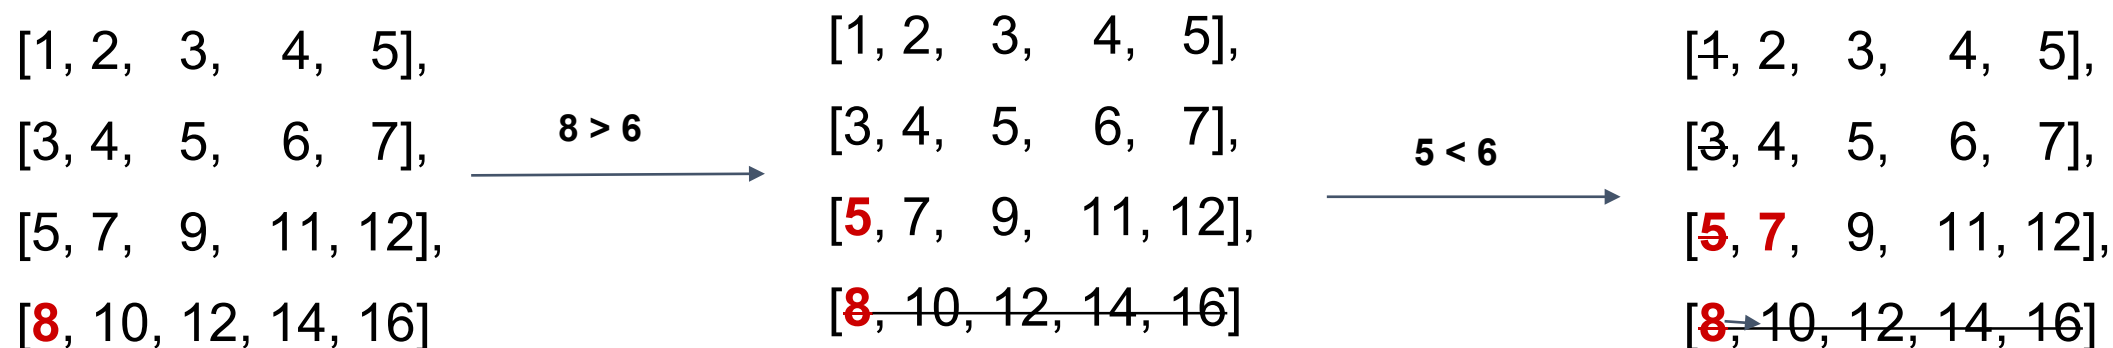 [1, 2, 3, 4, 5],
[3, 4, 5, 6, 7],
[5, 7, 9, 11, 12],
[8, 10, 12, 14, 16]
8 > 6
[1, 2, 3, 4, 5],
[3, 4, 5, 6, 7],
[5, 7, 9, 11, 12],
[8, 10, 12, 14, 16]
5 < 6
[1, 2, 3, 4, 5],
[3, 4, 5, 6, 7],
[5, 7, 9, 11, 12],
[8, 10, 12, 14, 16]